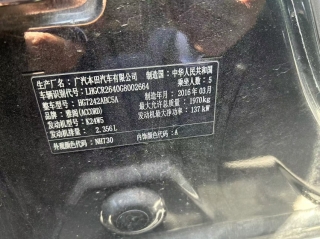 生产厂名：广汽本田汽车有限公司 制造国：中华人民共和国
车辆识别代号：LHGCR2640G8002664 乘坐人数：5
整车型号：HG7242ABC5A 制造年月：2016年03月
品牌：雅阁(ACCORD) 最大允许总质量：1970kg
发动机型号：K24W5 发动机最大净功率：137kW
发动机排量：2.356L
外观颜色代码：NH730 内饰颜色代码：A